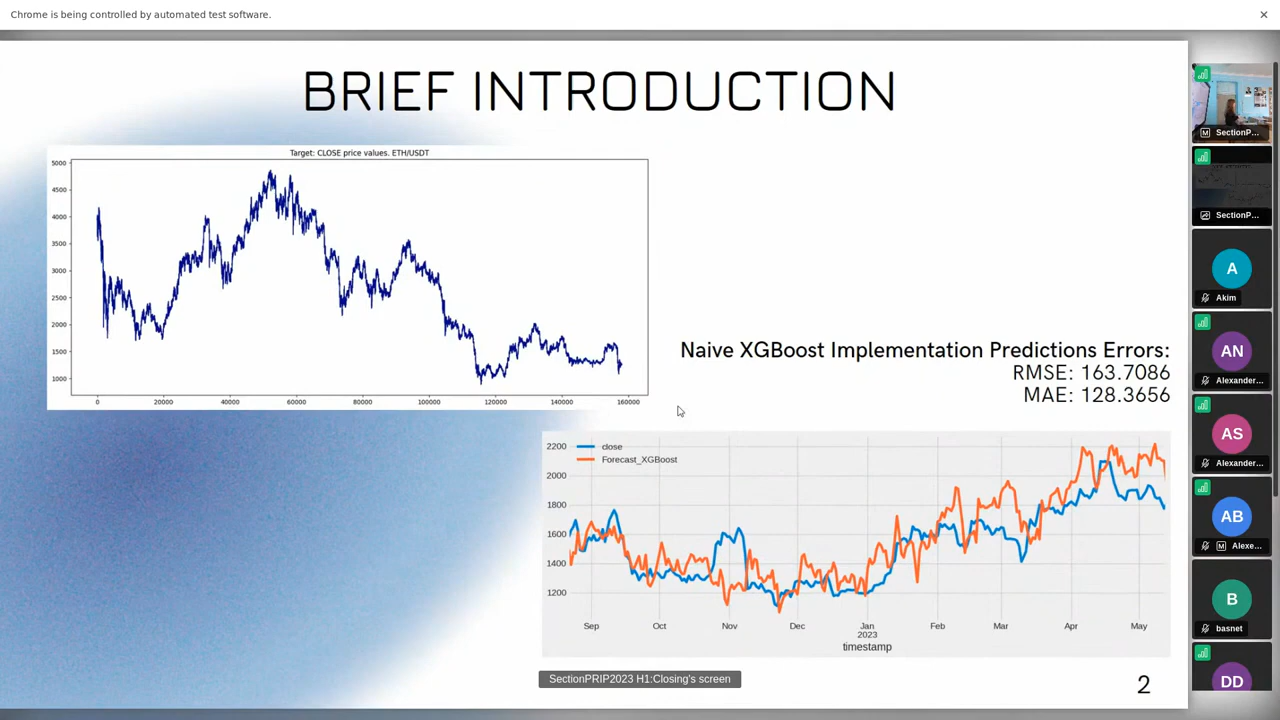 Chrome is being controlled by automated test software.
BRIEF INTRODUCTION
Target: CLOSE price values. ETH/USDT
5000
4500
4000
3500
3000
2500
2000
1500
1000
0 20000 40000 60000 80000 100000 120000 140000 160000
Naive XGBoost Implementation Predictions Errors:
RMSE: 163.7086
MAE: 128.3656
close
Forecast_XGBoost
2200
2000
1800
1600
1400
1200
Sep Oct Nov Dec Jan Feb Mar Apr May
2023
timestamp
SectionPRIP2023 H1:Closing's screen
2
M SectionP...
SectionP...
A
Akim
AN
Alexander...
AS
Alexander...
AB
M Alexe...
B
basnet
DD